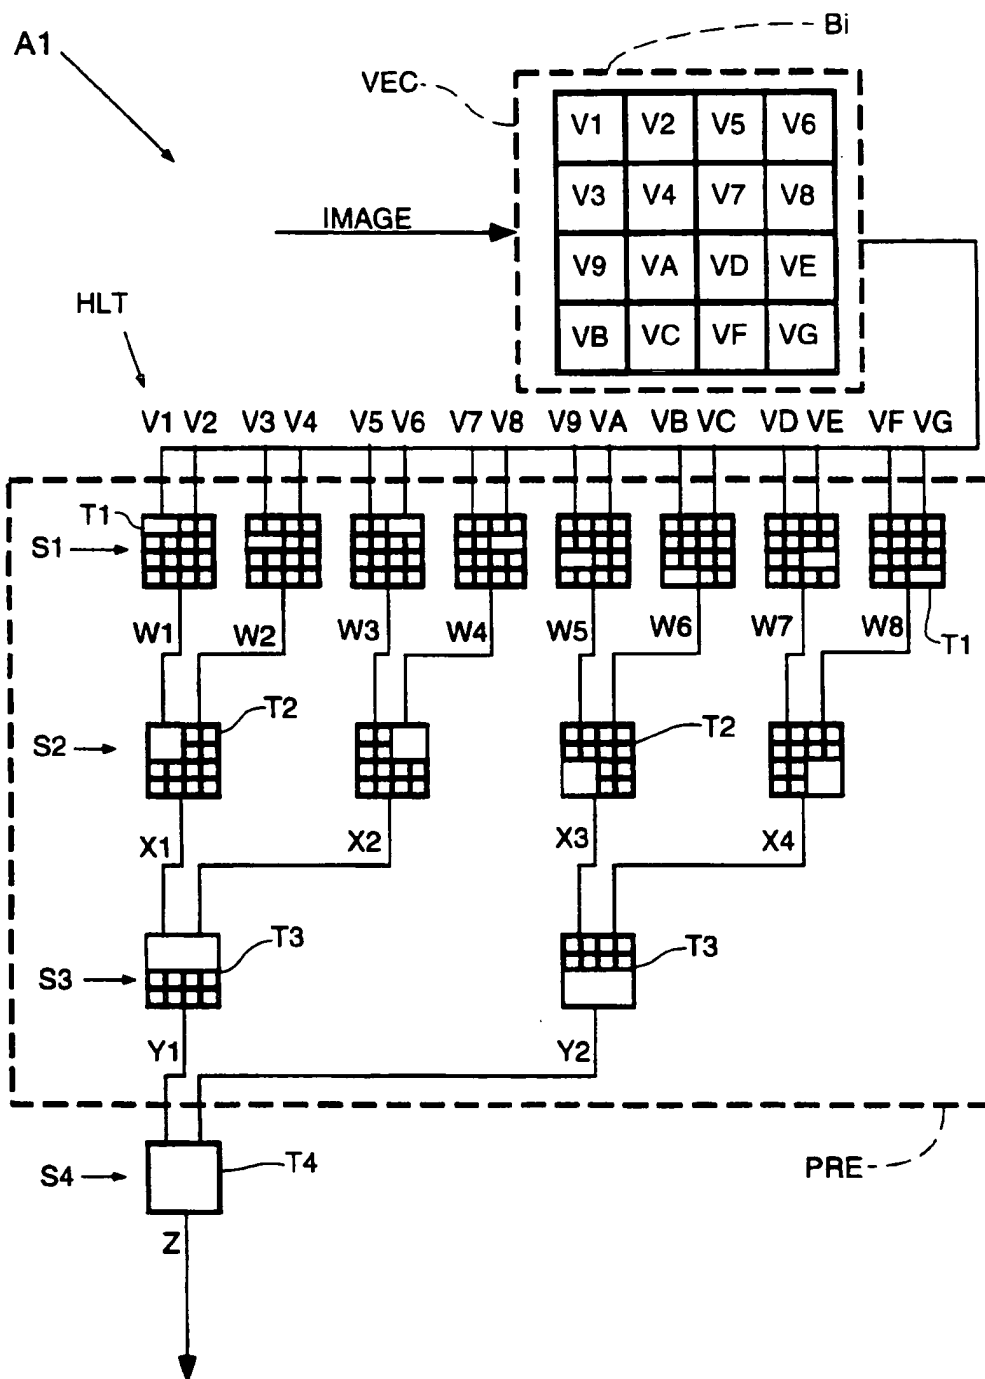 A1
Bi
VEC
V1 V2 V5 V6
V3 V4 V7 V8
IMAGE
V9 VA VD VE
VB VC VF VG
HLT
V1 V2 V3 V4 V5 V6 V7 V8 V9 VA VB VC VD VE VF VG
T1
S1
W1 W2 W3 W4 W5 W6 W7 W8
T1
T2
T2
S2
X1 X2 X3 X4
T3
T3
S3
Y1 Y2
PRE
T4
S4
Z